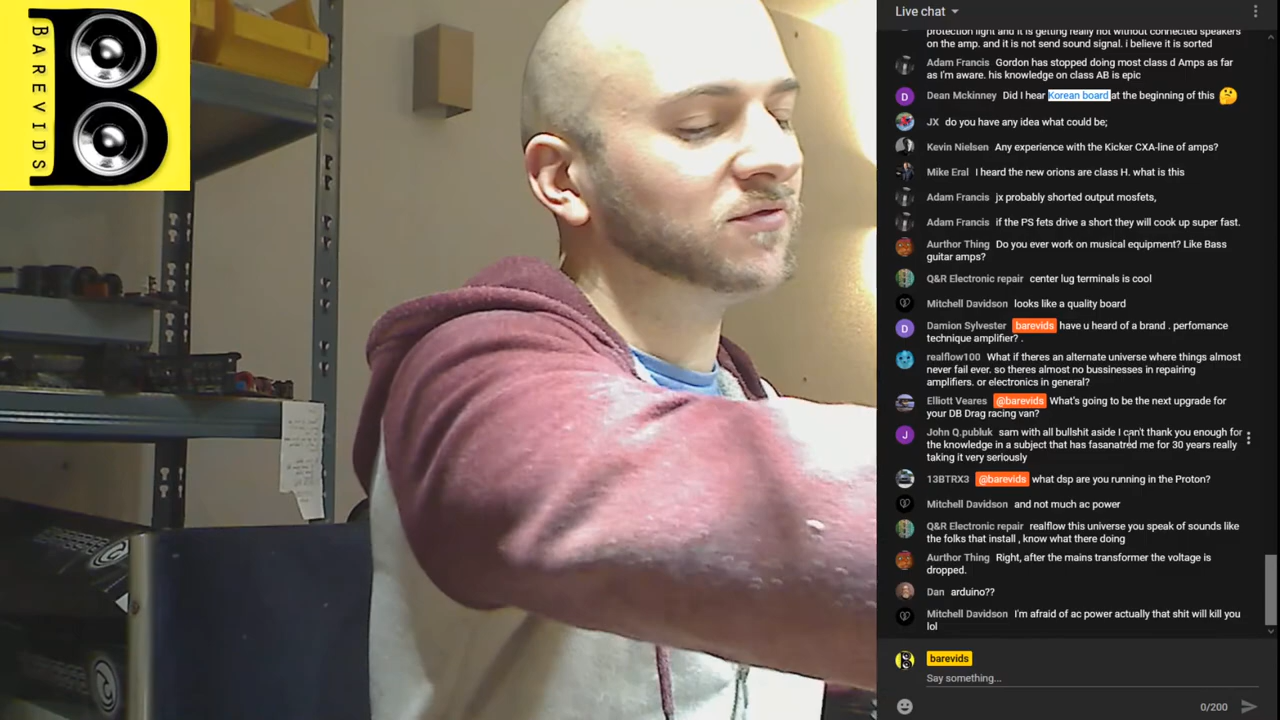 BAREVIDS
Live chat
protection light and it is getting really not without connected speakers
on the amp. and it is not send sound signal. i believe it is sorted
Adam Francis Gordon has stopped doing most class d Amps as far
as I'm aware. his knowledge on class AB is epic
D Dean Mckinney Did I hear Korean board at the beginning of this 🤔
JX do you have any idea what could be;
Kevin Nielsen Any experience with the Kicker CXA-line of amps?
Mike Eral I heard the new orions are class H. what is this
Adam Francis jx probably shorted output mosfets,
Adam Francis if the PS fets drive a short they will cook up super fast.
Aurthor Thing Do you ever work on musical equipment? Like Bass
guitar amps?
Q&R Electronic repair center lug terminals is cool
Mitchell Davidson looks like a quality board
D Damion Sylvester barevids have u heard of a brand . perfomance
technique amplifier? .
realflow100 What if theres an alternate universe where things almost
never fail ever. so theres almost no bussinesses in repairing
amplifiers. or electronics in general?
Elliott Veares @barevids What's going to be the next upgrade for
your DB Drag racing van?
J John Q.publuk sam with all bullshit aside I can't thank you enough for
the knowledge in a subject that has fasanatred me for 30 years really
taking it very seriously
13BTRX3 @barevids what dsp are you running in the Proton?
Mitchell Davidson and not much ac power
Q&R Electronic repair realflow this universe you speak of sounds like
the folks that install , know what there doing
Aurthor Thing Right, after the mains transformer the voltage is
dropped.
Dan arduino??
Mitchell Davidson I'm afraid of ac power actually that shit will kill you
lol
barevids
Say something...
0/200